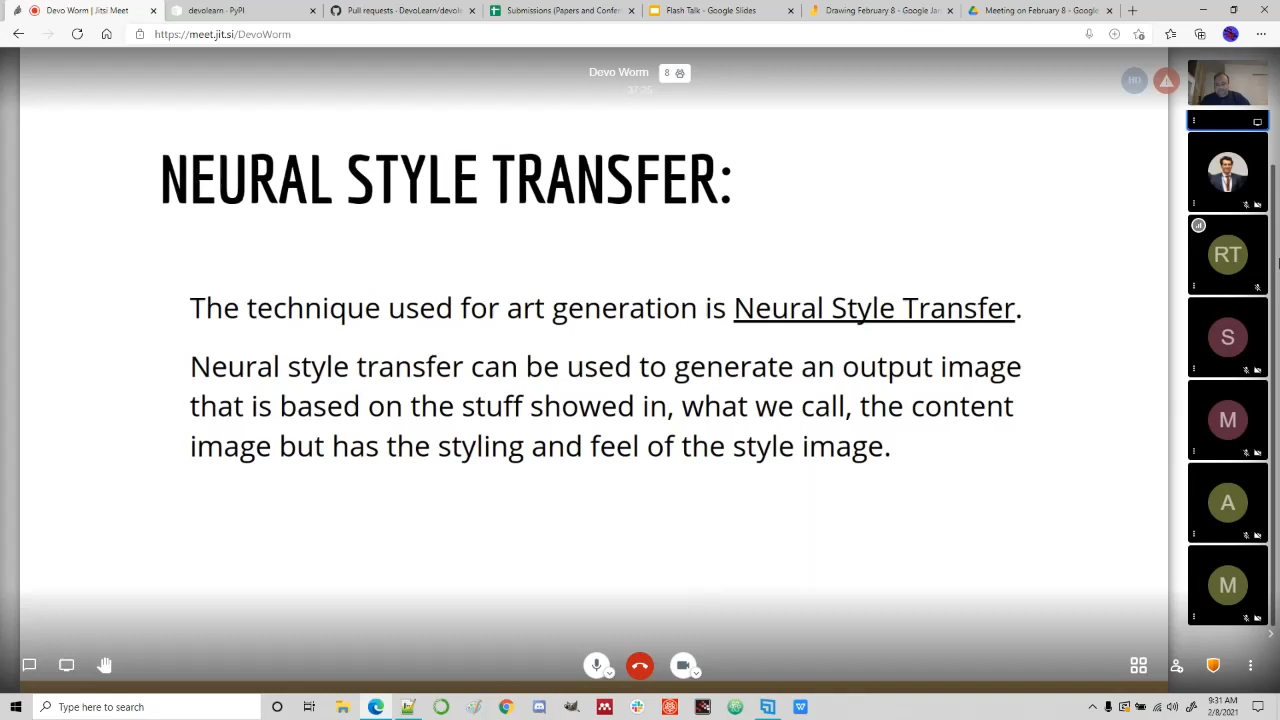 Devo Worm | Jitsi Meet
devolearn - PyPI
Pull requests - DevoLearn/devole
Submissions (Papers and Confer
Flash Talk - Google Slides
Drawing February 8 - Google Jam
Meeting on February 8 - Google
https://meet.jit.si/DevoWorm
Devo Worm 8
37:25
HD
NEURAL STYLE TRANSFER:
The technique used for art generation is Neural Style Transfer.
Neural style transfer can be used to generate an output image
that is based on the stuff showed in, what we call, the content
image but has the styling and feel of the style image.
RT
S
M
A
M
Type here to search
9:31 AM
2/8/2021